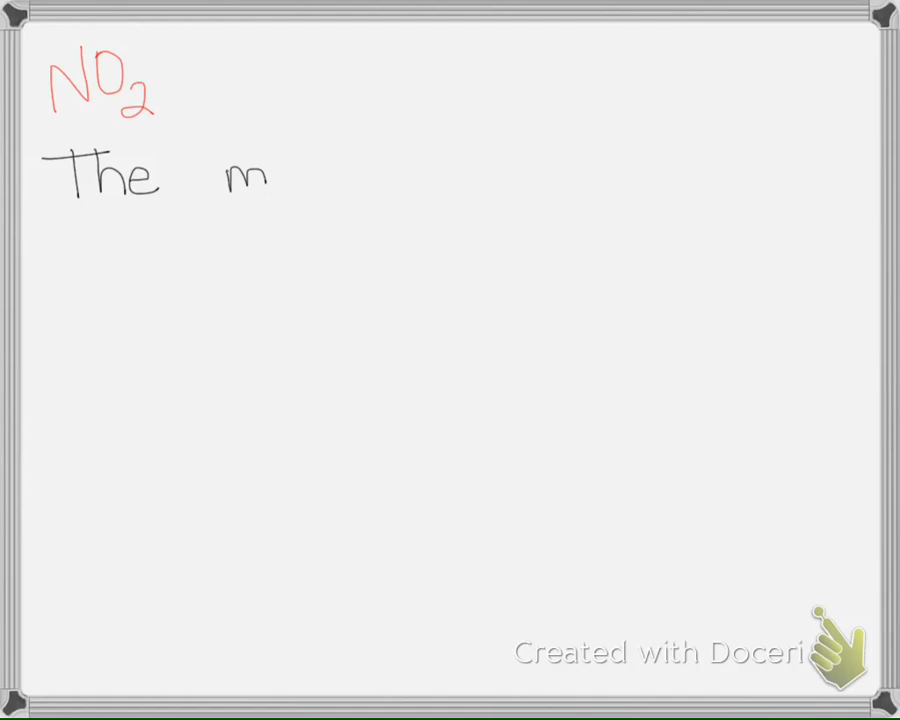 NO₂
The m
Created with Doceri